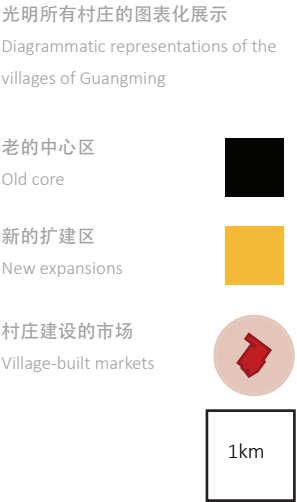 光明所有村庄的图表化展示
Diagrammatic representations of the
villages of Guangming
老的中心区
Old core
新的扩建区
New expansions
村庄建设的市场
Village-built markets
1km